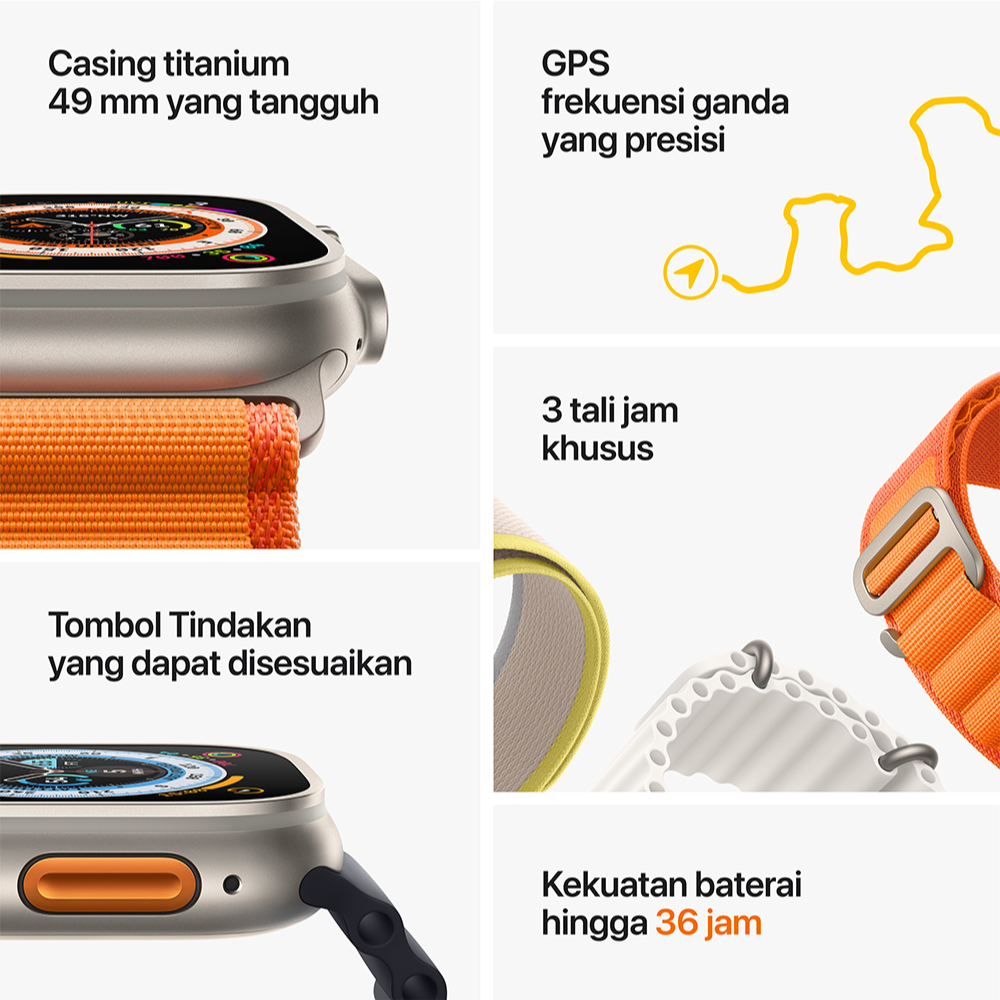 Casing titanium
49 mm yang tangguh
GPS
frekuensi ganda
yang presisi
3 tali jam
khusus
Tombol Tindakan
yang dapat disesuaikan
Kekuatan baterai
hingga 36 jam